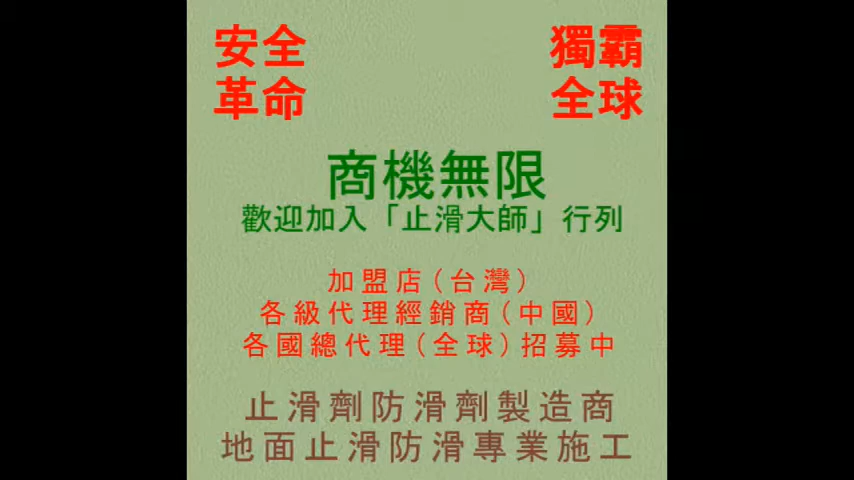 安全 獨霸
革命 全球
商機無限
歡迎加入「止滑大師」行列
加盟店(台灣)
各級代理經銷商(中國)
各國總代理(全球)招募中
止滑劑防滑劑製造商
地面止滑防滑專業施工